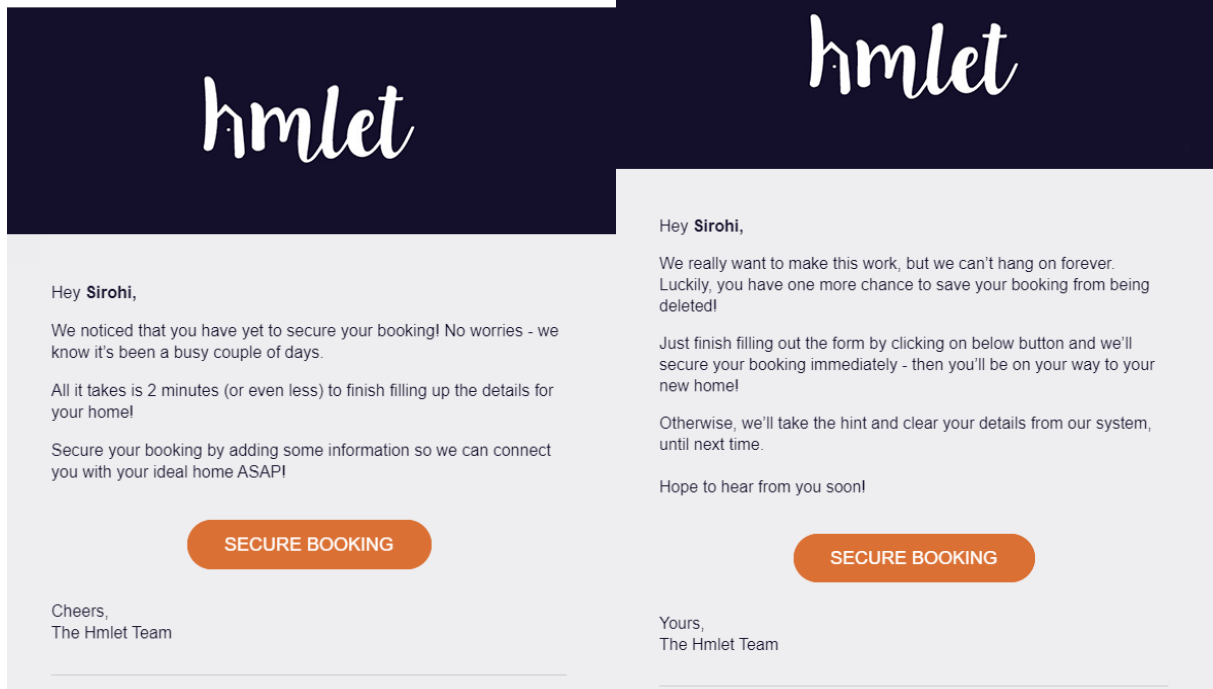 hmlet
Hey Sirohi,
We noticed that you have yet to secure your booking! No worries - we
know it’s been a busy couple of days.
All it takes is 2 minutes (or even less) to finish filling up the details for
your home!
Secure your booking by adding some information so we can connect
you with your ideal home ASAP!
SECURE BOOKING
Cheers,
The Hmlet Team
hmlet
Hey Sirohi,
We really want to make this work, but we can’t hang on forever.
Luckily, you have one more chance to save your booking from being
deleted!
Just finish filling out the form by clicking on below button and we’ll
secure your booking immediately - then you’ll be on your way to your
new home!
Otherwise, we’ll take the hint and clear your details from our system,
until next time.
Hope to hear from you soon!
SECURE BOOKING
Yours,
The Hmlet Team